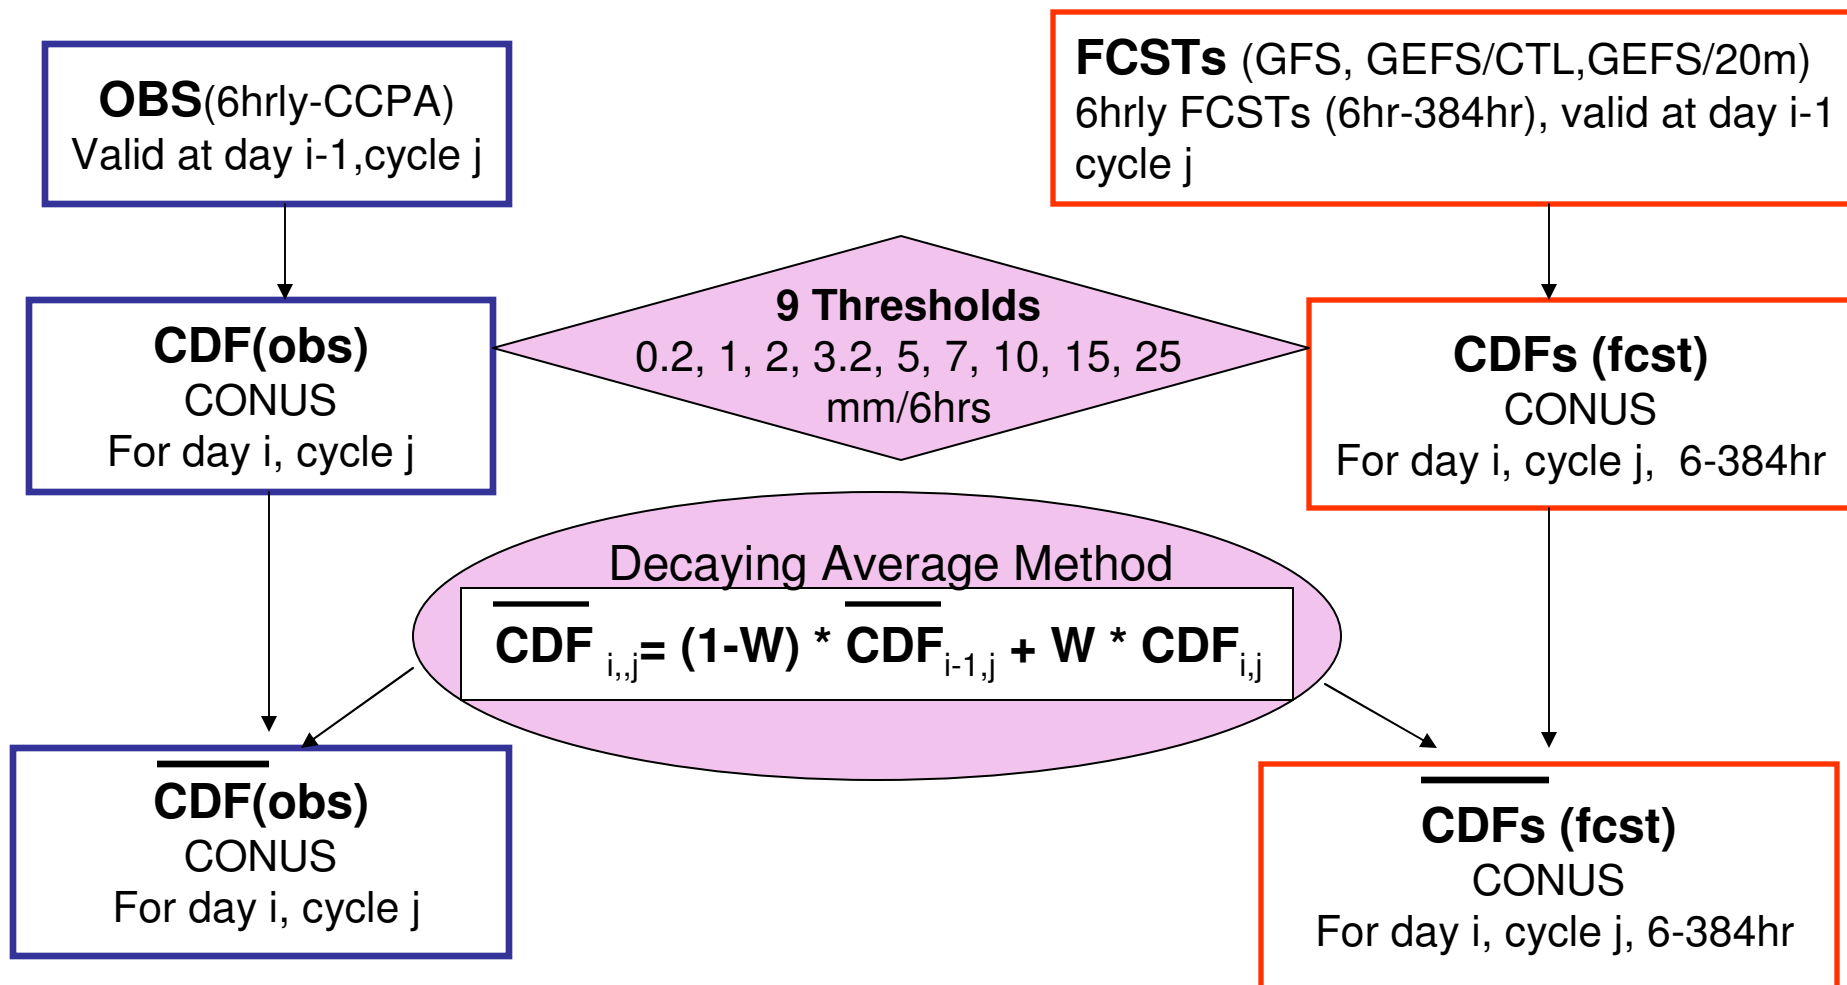 OBS(6hrly-CCPA)
Valid at day i-1,cycle j
FCSTs (GFS, GEFS/CTL,GEFS/20m)
6hrly FCSTs (6hr-384hr), valid at day i-1
cycle j
9 Thresholds
0.2, 1, 2, 3.2, 5, 7, 10, 15, 25
mm/6hrs
CDF(obs)
CONUS
For day i, cycle j
CDFs (fcst)
CONUS
For day i, cycle j, 6-384hr
Decaying Average Method
CDF i,,j= (1-W) * CDFi-1,j + W * CDFi,j
CDF(obs)
CONUS
For day i, cycle j
CDFs (fcst)
CONUS
For day i, cycle j, 6-384hr